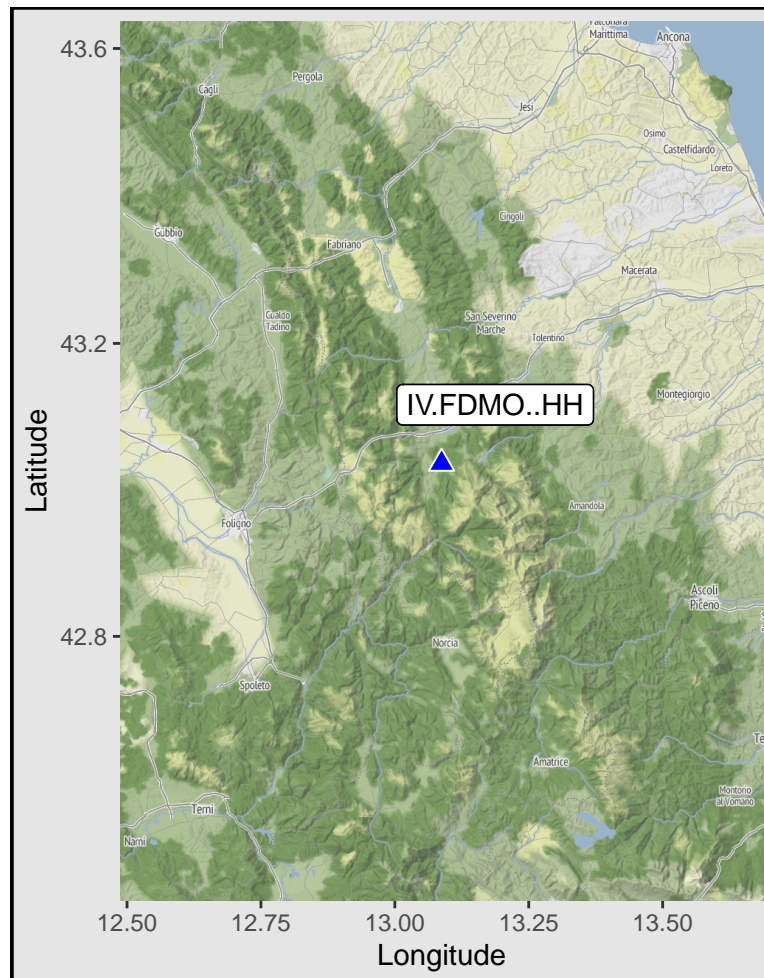 Falconara
Marittima
Ancona
43.6
Pergola
Cagli
Jesi
Osimo
Castelfidardo
Loreto
Cingoli
Gubbio
Fabriano
Macerata
Gualdo
Tadino
San Severino
Marche
Tolentino
43.2
Montegiorgio
IV.FDMO..HH
Latitude
Amandola
Foligno
Ascoli
Piceno
42.8
Norcia
Spoleto
Te
Amatrice
Montorio
al Vomano
Terni
Narni
12.50
12.75
13.00
13.25
13.50
Longitude